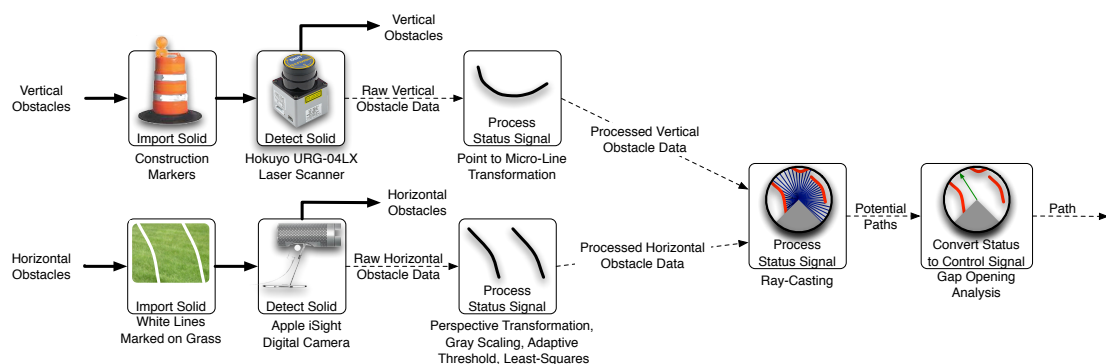 Vertical
Obstacles
Vertical
Obstacles
Import Solid
Construction
Markers
Detect Solid
Hokuyo URG-04LX
Laser Scanner
Raw Vertical
Obstacle Data
Process
Status Signal
Point to Micro-Line
Transformation
Processed Vertical
Obstacle Data
Horizontal
Obstacles
Horizontal
Obstacles
Import Solid
White Lines
Marked on Grass
Detect Solid
Apple iSight
Digital Camera
Raw Horizontal
Obstacle Data
Process
Status Signal
Perspective Transformation,
Gray Scaling, Adaptive
Threshold, Least-Squares
Processed Horizontal
Obstacle Data
Process
Status Signal
Ray-Casting
Potential
Paths
Convert Status
to Control Signal
Gap Opening
Analysis
Path